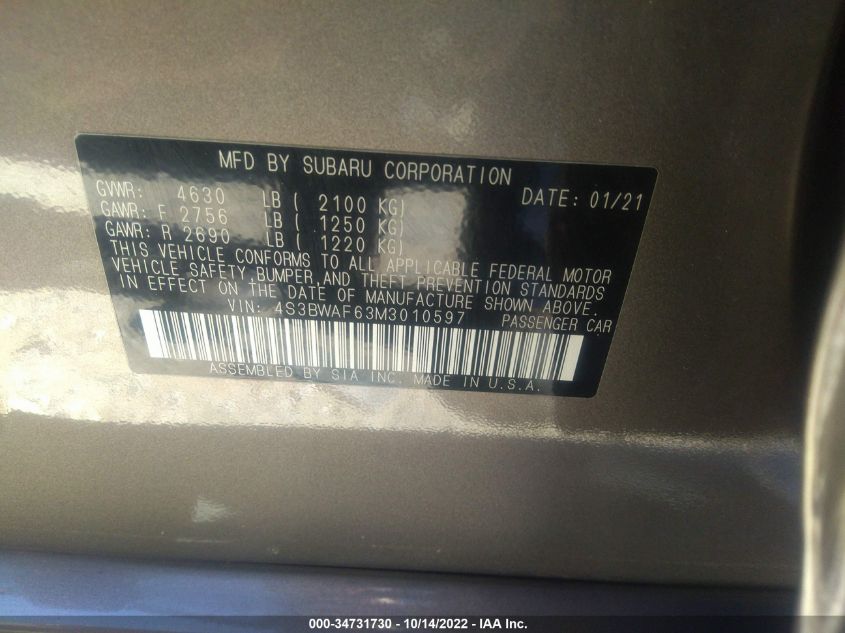 MFD BY SUBARU CORPORATION
GVWR: 4630 LB ( 2100 KG) DATE: 01/21
GAWR: F 2756 LB ( 1250 KG)
GAWR: R 2690 LB ( 1220 KG)
THIS VEHICLE CONFORMS TO ALL APPLICABLE FEDERAL MOTOR
VEHICLE SAFETY, BUMPER, AND THEFT PREVENTION STANDARDS
IN EFFECT ON THE DATE OF MANUFACTURE SHOWN ABOVE.
VIN: 4S3BWAF63M3010597 PASSENGER CAR
ASSEMBLED BY SIA INC. MADE IN U.S.A.
000-34731730 - 10/14/2022 - IAA Inc.